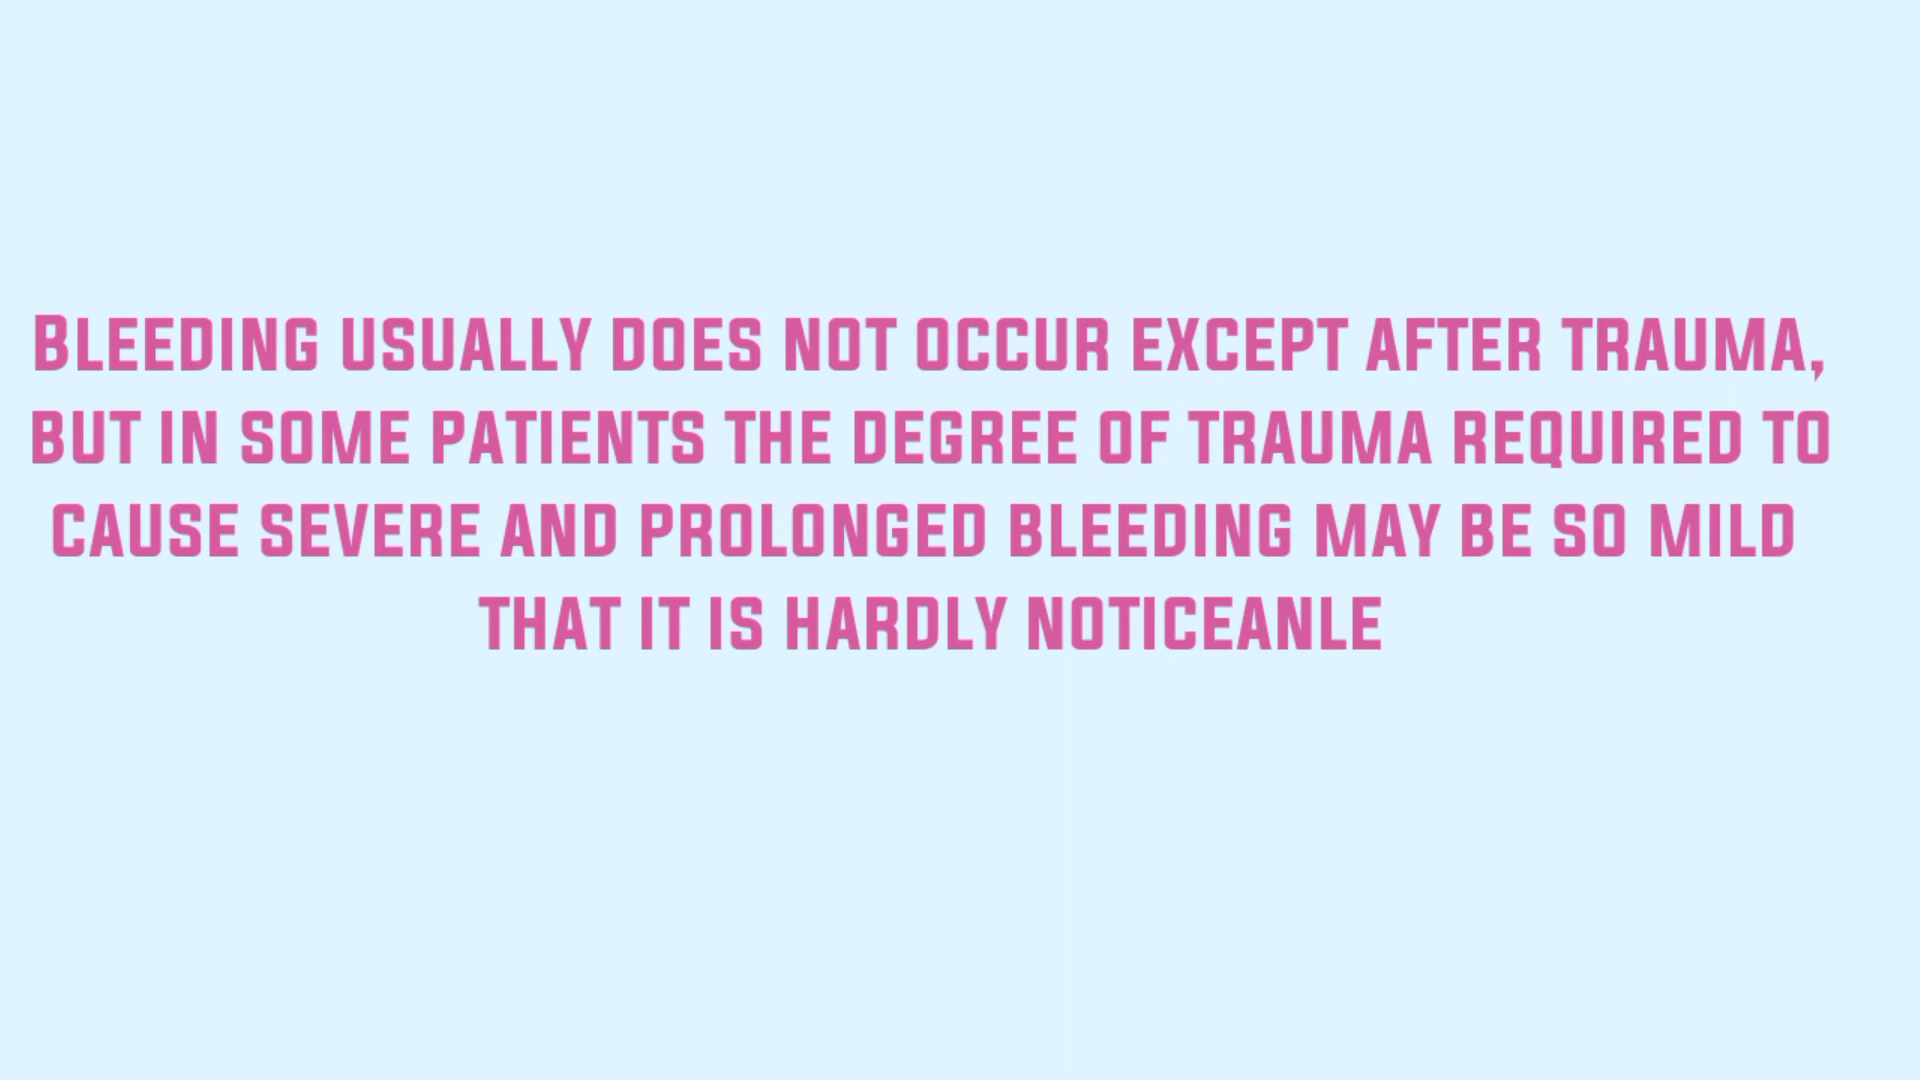 Bleeding usually does not occur except after trauma,
but in some patients the degree of trauma required to
cause severe and prolonged bleeding may be so mild
that it is hardly noticeanle